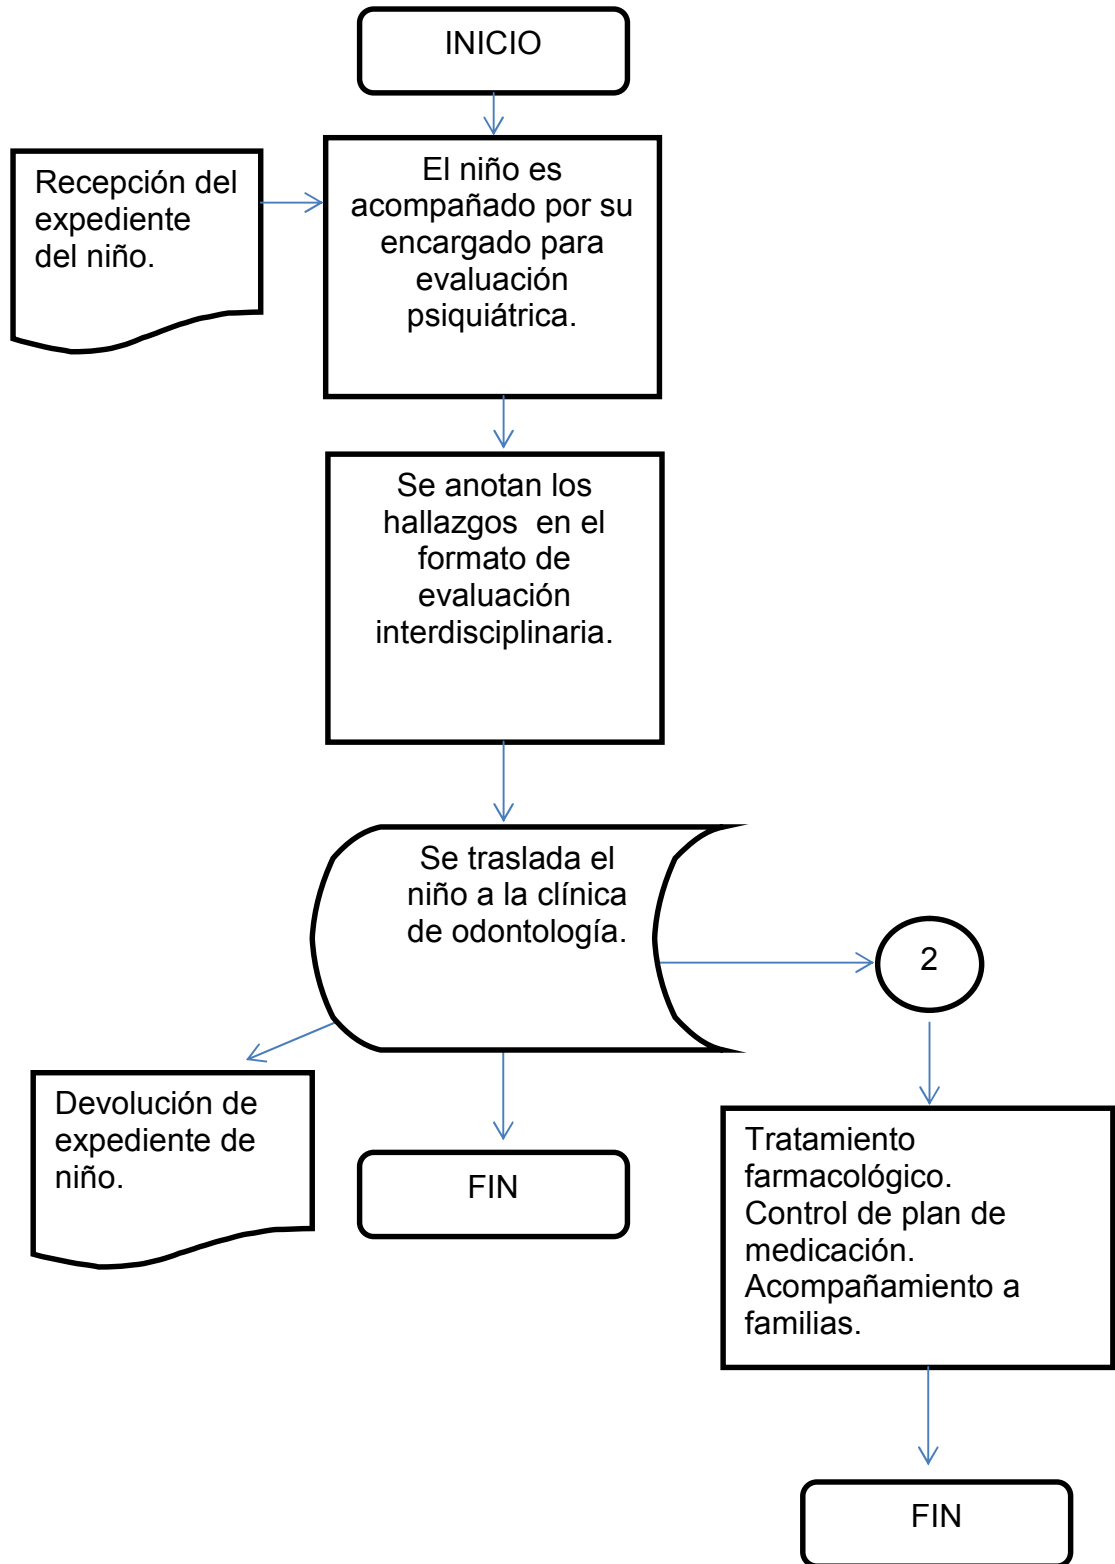 INICIO
Recepción del
expediente
del niño.
El niño es
acompañado por su
encargado para
evaluación
psiquiátrica.
Se anotan los
hallazgos  en el
formato de
evaluación
interdisciplinaria.
Se traslada el
niño a la clínica
de odontología.
2
Devolución de
expediente de
niño.
FIN
Tratamiento
farmacológico.
Control de plan de
medicación.
Acompañamiento a
familias.
FIN